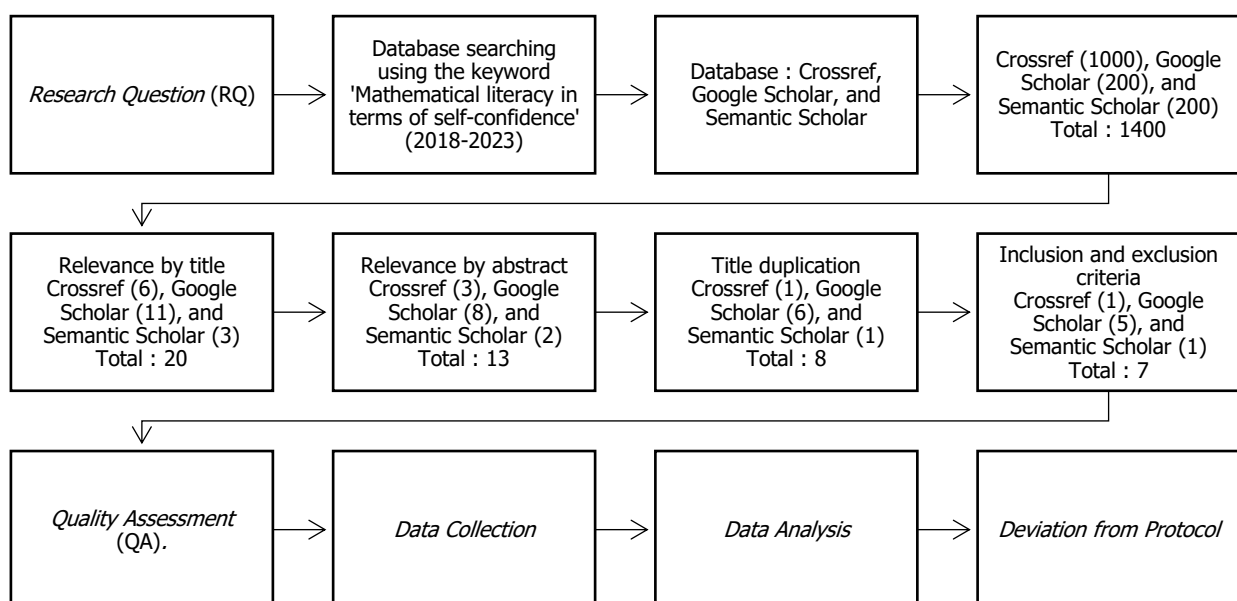 Research Question (RQ)
Database searching
using the keyword
'Mathematical literacy in
terms of self-confidence'
(2018-2023)
Database : Crossref,
Google Scholar, and
Semantic Scholar
Crossref (1000), Google
Scholar (200), and
Semantic Scholar (200)
Total : 1400
Relevance by title
Crossref (6), Google
Scholar (11), and
Semantic Scholar (3)
Total : 20
Relevance by abstract
Crossref (3), Google
Scholar (8), and
Semantic Scholar (2)
Total : 13
Title duplication
Crossref (1), Google
Scholar (6), and
Semantic Scholar (1)
Total : 8
Inclusion and exclusion
criteria
Crossref (1), Google
Scholar (5), and
Semantic Scholar (1)
Total : 7
Quality Assessment
(QA).
Data Collection
Data Analysis
Deviation from Protocol